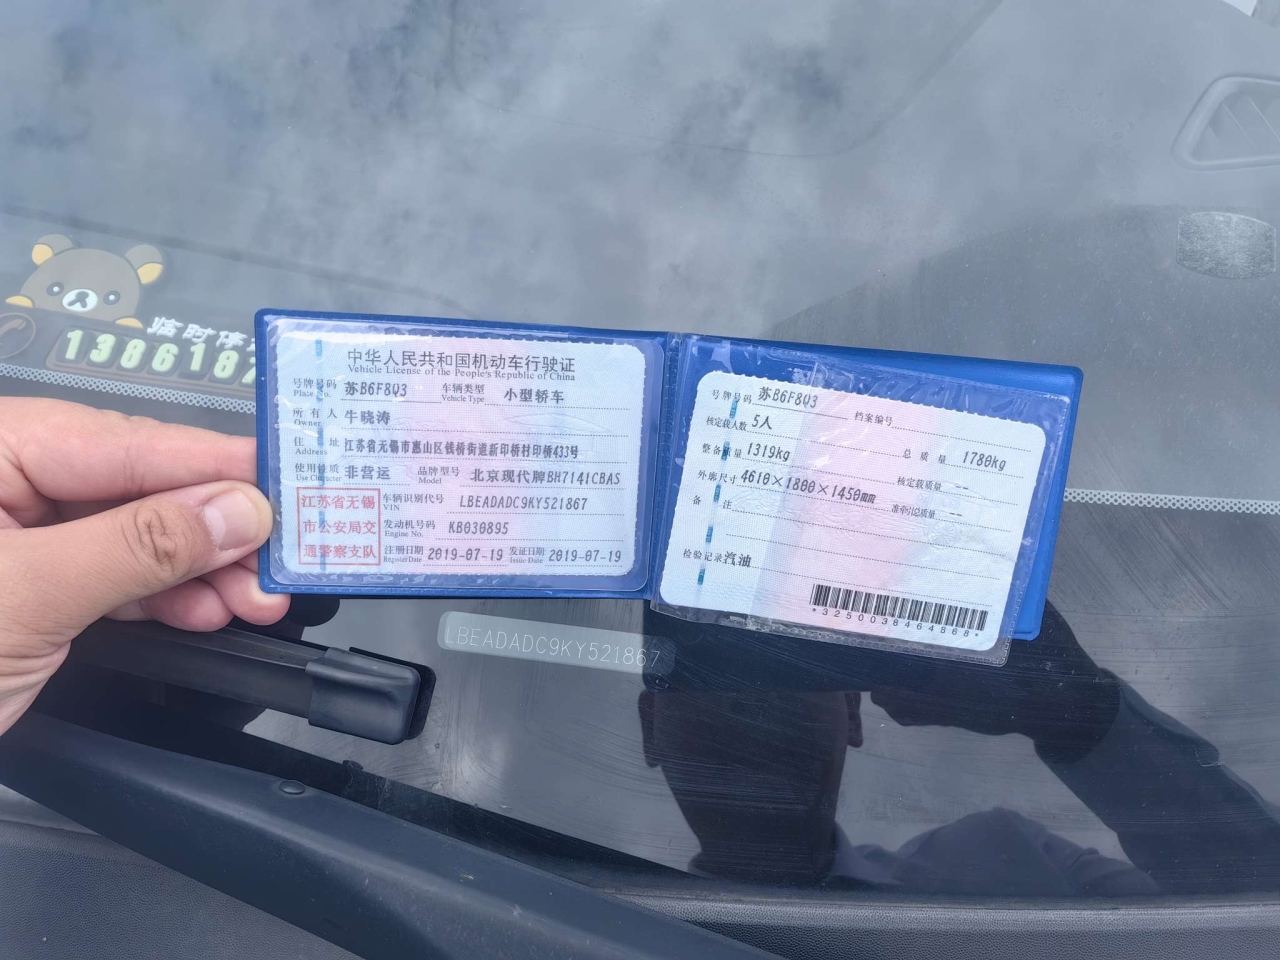 临时停
1386187
中华人民共和国机动车行驶证
Vehicle License of the People's Republic of China
号牌号码 苏B6F8Q3 车辆类型 小型轿车
Plate No. Vehicle Type
所有人 牛晓涛
Owner
住址 江苏省无锡市惠山区钱桥街道新印桥村印桥433号
Address
使用性质 非营运 品牌型号 北京现代牌BH7141CBAS
Use Character Model
江苏省无锡
市公安局交
通警察支队
车辆识别代号 LBEADADC9KY521867
VIN
发动机号码 KB030895
Engine No.
注册日期 2019-07-19 发证日期 2019-07-19
Register Date Issue Date
号牌号码 苏B6F8Q3 档案编号
核定载人数 5人 总质量 1780kg
整备质量 1319kg 核定载质量 --
外廓尺寸 4610×1800×1450mm 准牵引总质量 --
备注
检验记录 汽油
*3250038464868*
LBEADADC9KY521867